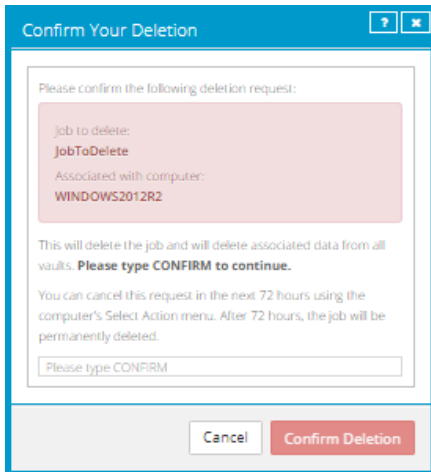 Confirm Your Deletion
? ×
Please confirm the following deletion request:
Job to delete:
JobToDelete
Associated with computer:
WINDOWS2012R2
This will delete the job and will delete associated data from all
vaults. Please type CONFIRM to continue.
You can cancel this request in the next 72 hours using the
computer's Select Action menu. After 72 hours, the job will be
permanently deleted.
Please type CONFIRM
Cancel Confirm Deletion